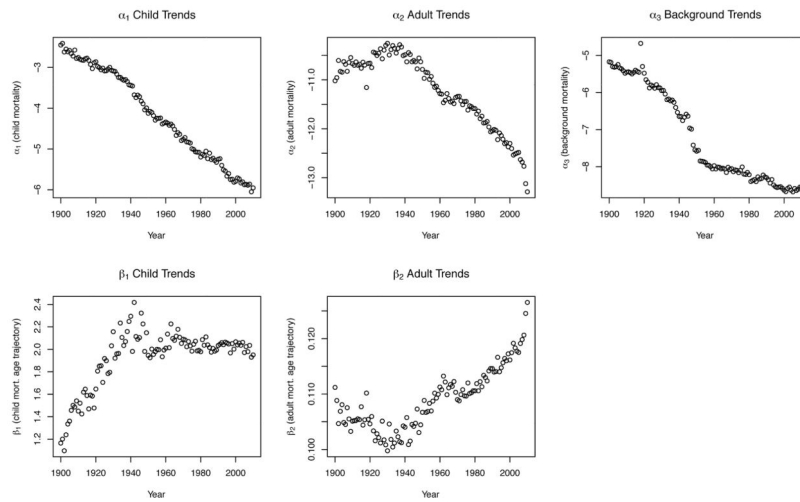 α₁ Child Trends
α₁ (child mortality)
-3
-4
-5
-6
1900 1920 1940 1960 1980 2000
Year
α₂ Adult Trends
α₂ (adult mortality)
-11.0
-12.0
-13.0
1900 1920 1940 1960 1980 2000
Year
α₃ Background Trends
α₃ (background mortality)
-5
-6
-7
-8
1900 1920 1940 1960 1980 2000
Year
β₁ Child Trends
β₁ (child mort. age trajectory)
2.4
2.2
2.0
1.8
1.6
1.4
1.2
1900 1920 1940 1960 1980 2000
Year
β₂ Adult Trends
β₂ (adult mort. age trajectory)
0.120
0.110
0.100
1900 1920 1940 1960 1980 2000
Year